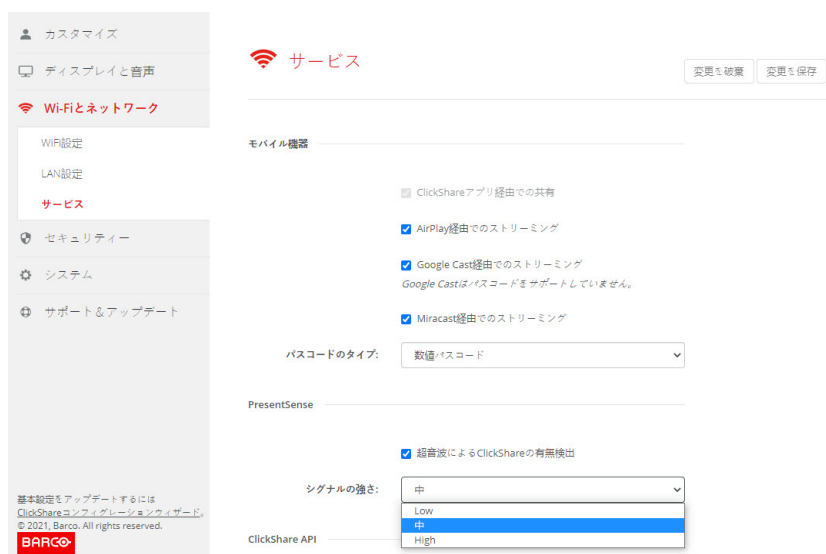 カスタマイズ
ディスプレイと音声
Wi-Fiとネットワーク
WiFi設定
LAN設定
サービス
セキュリティー
システム
サポート＆アップデート
基本設定をアップデートするには
ClickShareコンフィグレーションウィザード。
© 2021, Barco. All rights reserved.
BARCO
サービス
変更を破棄 変更を保存
モバイル機器
ClickShareアプリ経由での共有
AirPlay経由でのストリーミング
Google Cast経由でのストリーミング
Google Castはパスコードをサポートしていません。
Miracast経由でのストリーミング
パスコードのタイプ: 数値パスコード
PresentSense
超音波によるClickShareの有無検出
シグナルの強さ: 中
Low
中
High
ClickShare API